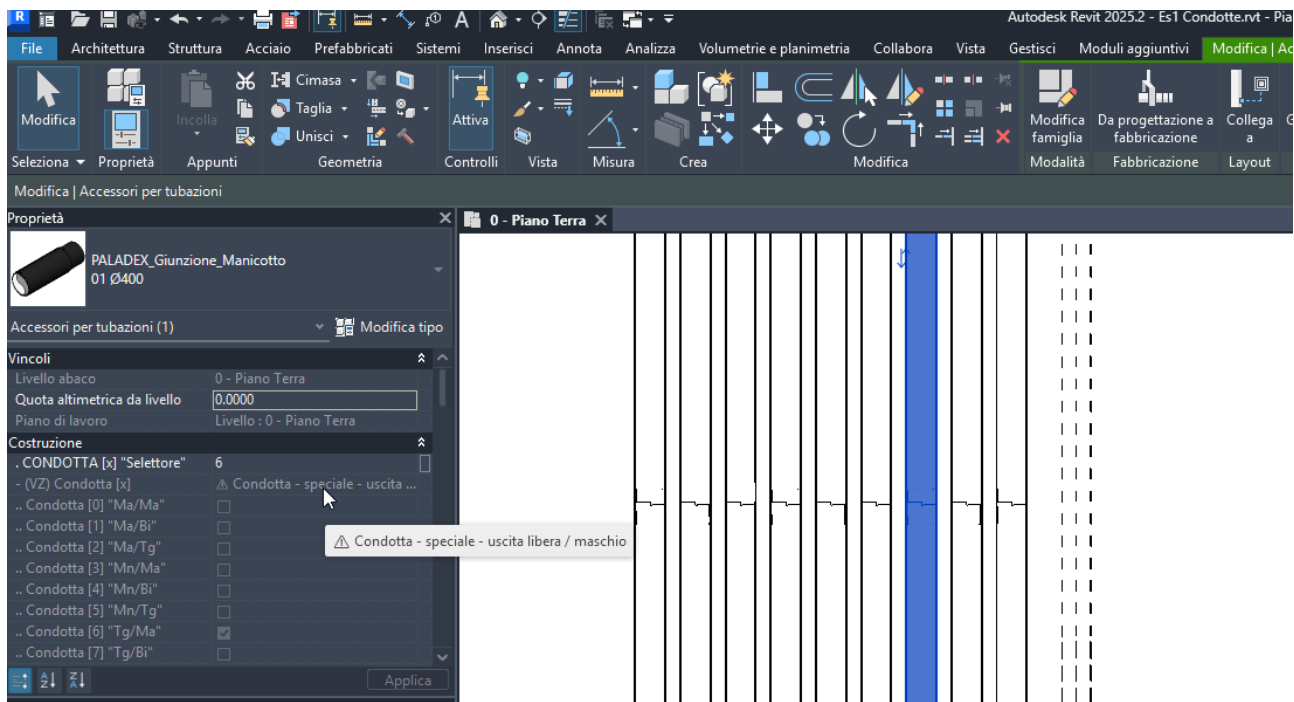 Autodesk Revit 2025.2 - Es1 Condotte.rvt - Pia
File Architettura Struttura Acciaio Prefabbricati Sistemi Inserisci Annota Analizza Volumetrie e planimetria Collabora Vista Gestisci Moduli aggiuntivi Modifica | Ac
Modifica
Incolla
Cimasa
Taglia
Unisci
Attiva
Modifica famiglia
Da progettazione a fabbricazione
Collega a
Seleziona Proprietà Appunti Geometria Controlli Vista Misura Crea Modifica Modalità Fabbricazione Layout
Modifica | Accessori per tubazioni
Proprietà
0 - Piano Terra
PALADEX_Giunzione_Manicotto
01 Ø400
Accessori per tubazioni (1) Modifica tipo
Vincoli
Livello abaco 0 - Piano Terra
Quota altimetrica da livello 0.0000
Piano di lavoro Livello : 0 - Piano Terra
Costruzione
. CONDOTTA [x] "Selettore" 6
- (VZ) Condotta [x] ⚠ Condotta - speciale - uscita ...
.. Condotta [0] "Ma/Ma"
.. Condotta [1] "Ma/Bi"
.. Condotta [2] "Ma/Tg"
⚠ Condotta - speciale - uscita libera / maschio
.. Condotta [3] "Mn/Ma"
.. Condotta [4] "Mn/Bi"
.. Condotta [5] "Mn/Tg"
.. Condotta [6] "Tg/Ma"
.. Condotta [7] "Tg/Bi"
Applica